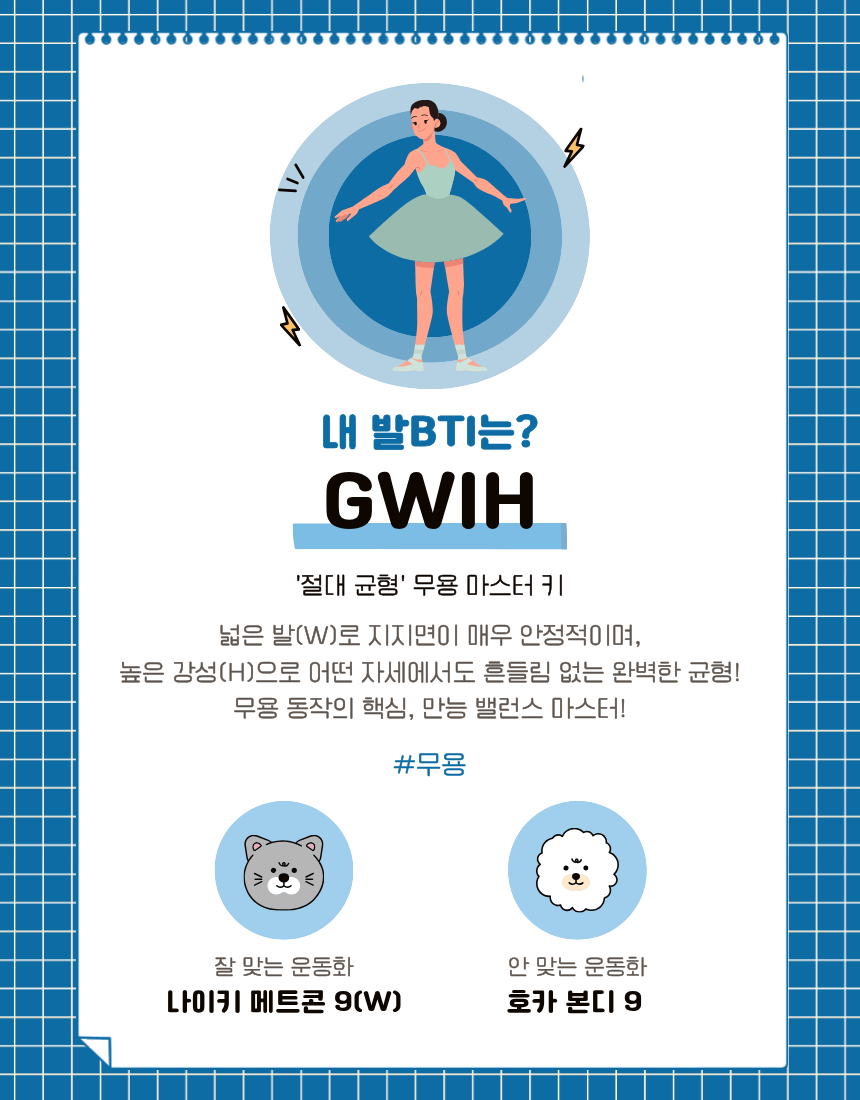 내 발BTI는?
GWIH
'절대 균형' 무용 마스터 키
넓은 발(W)로 지지면이 매우 안정적이며,
높은 강성(H)으로 어떤 자세에서도 흔들림 없는 완벽한 균형!
무용 동작의 핵심, 만능 밸런스 마스터!
#무용
잘 맞는 운동화
나이키 메트콘 9(W)
안 맞는 운동화
호카 본디 9